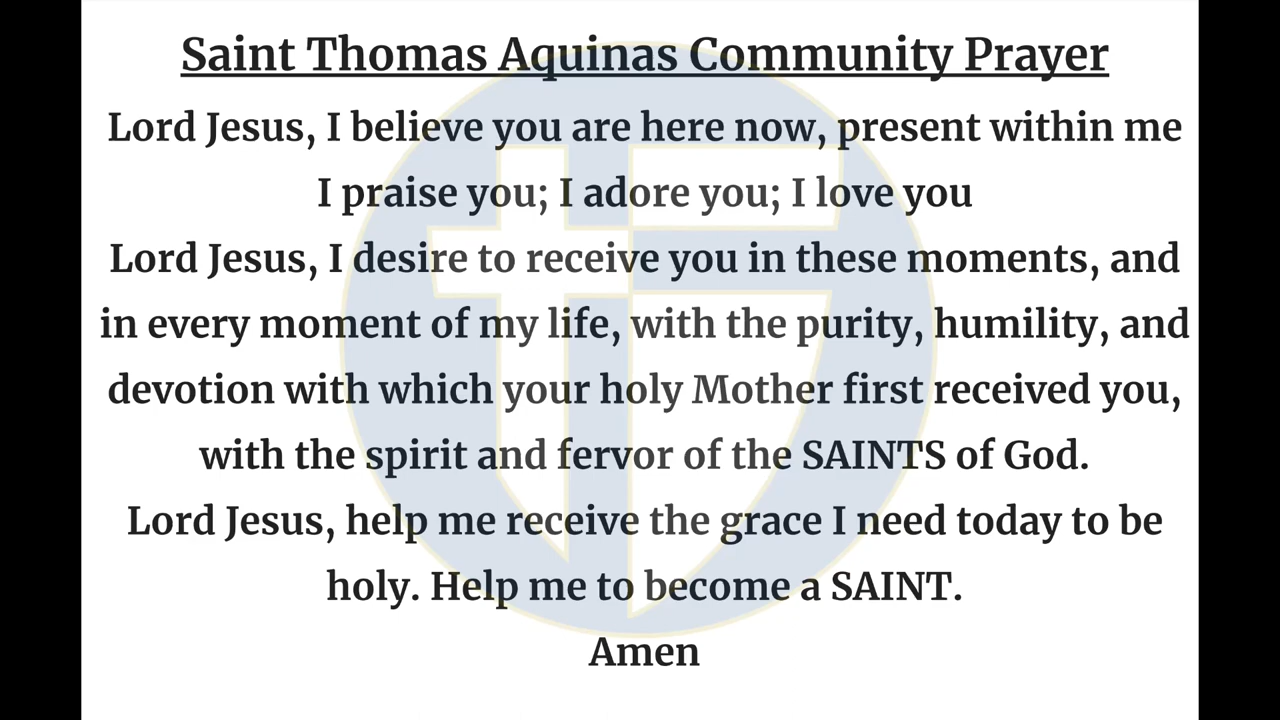 Saint Thomas Aquinas Community Prayer
Lord Jesus, I believe you are here now, present within me
I praise you; I adore you; I love you
Lord Jesus, I desire to receive you in these moments, and
in every moment of my life, with the purity, humility, and
devotion with which your holy Mother first received you,
with the spirit and fervor of the SAINTS of God.
Lord Jesus, help me receive the grace I need today to be
holy. Help me to become a SAINT.
Amen